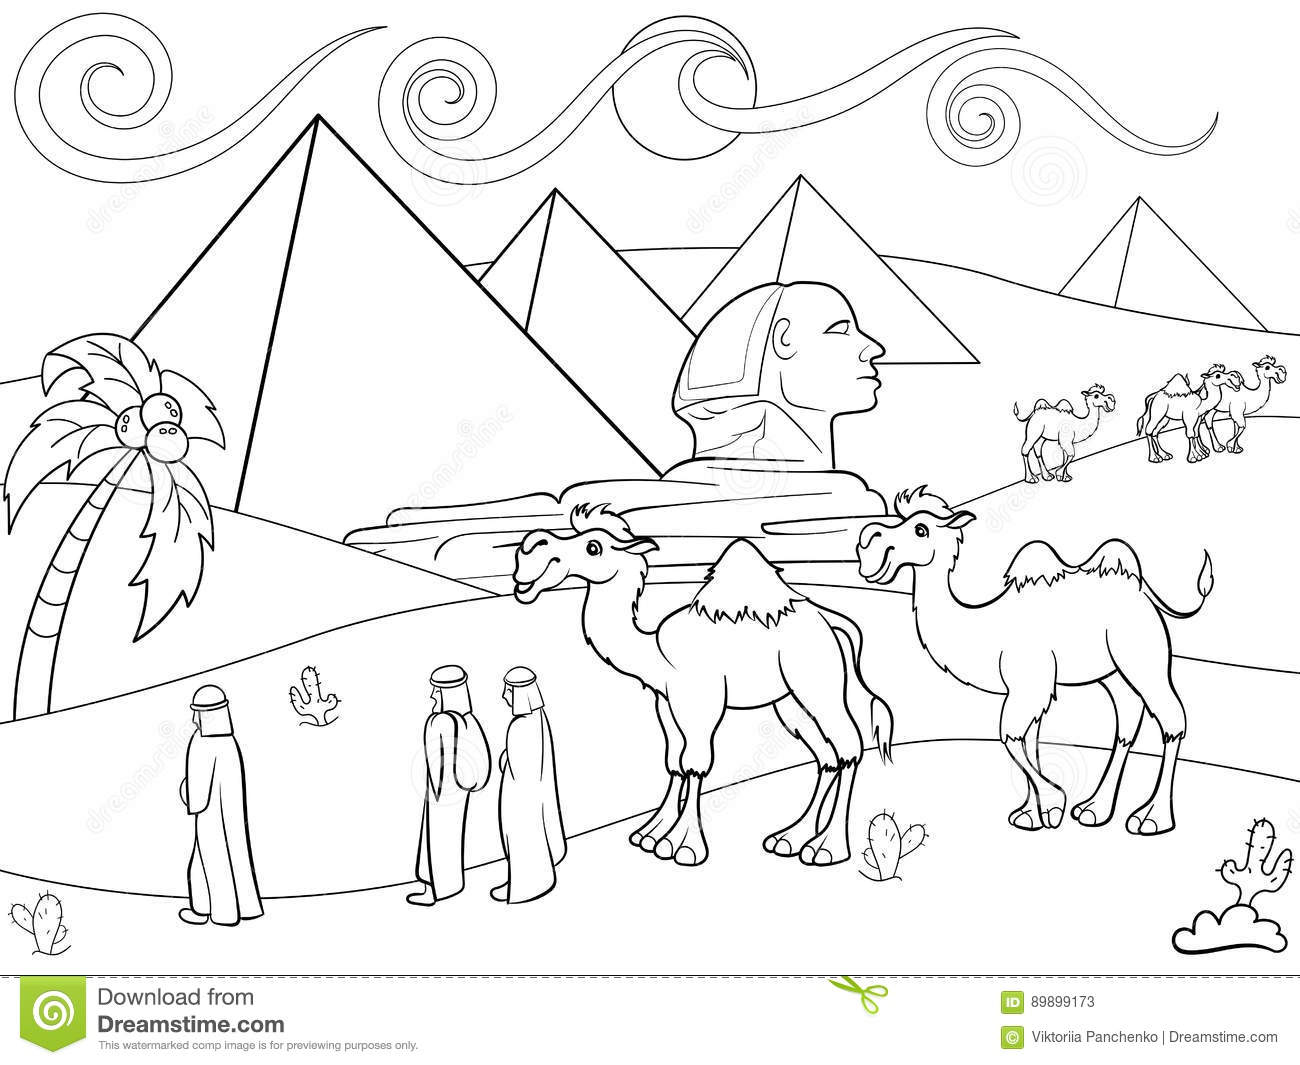 Download from
Dreamstime.com
This watermarked comp image is for previewing purposes only.
ID 89899173
© Viktoriia Panchenko | Dreamstime.com
dreamstime